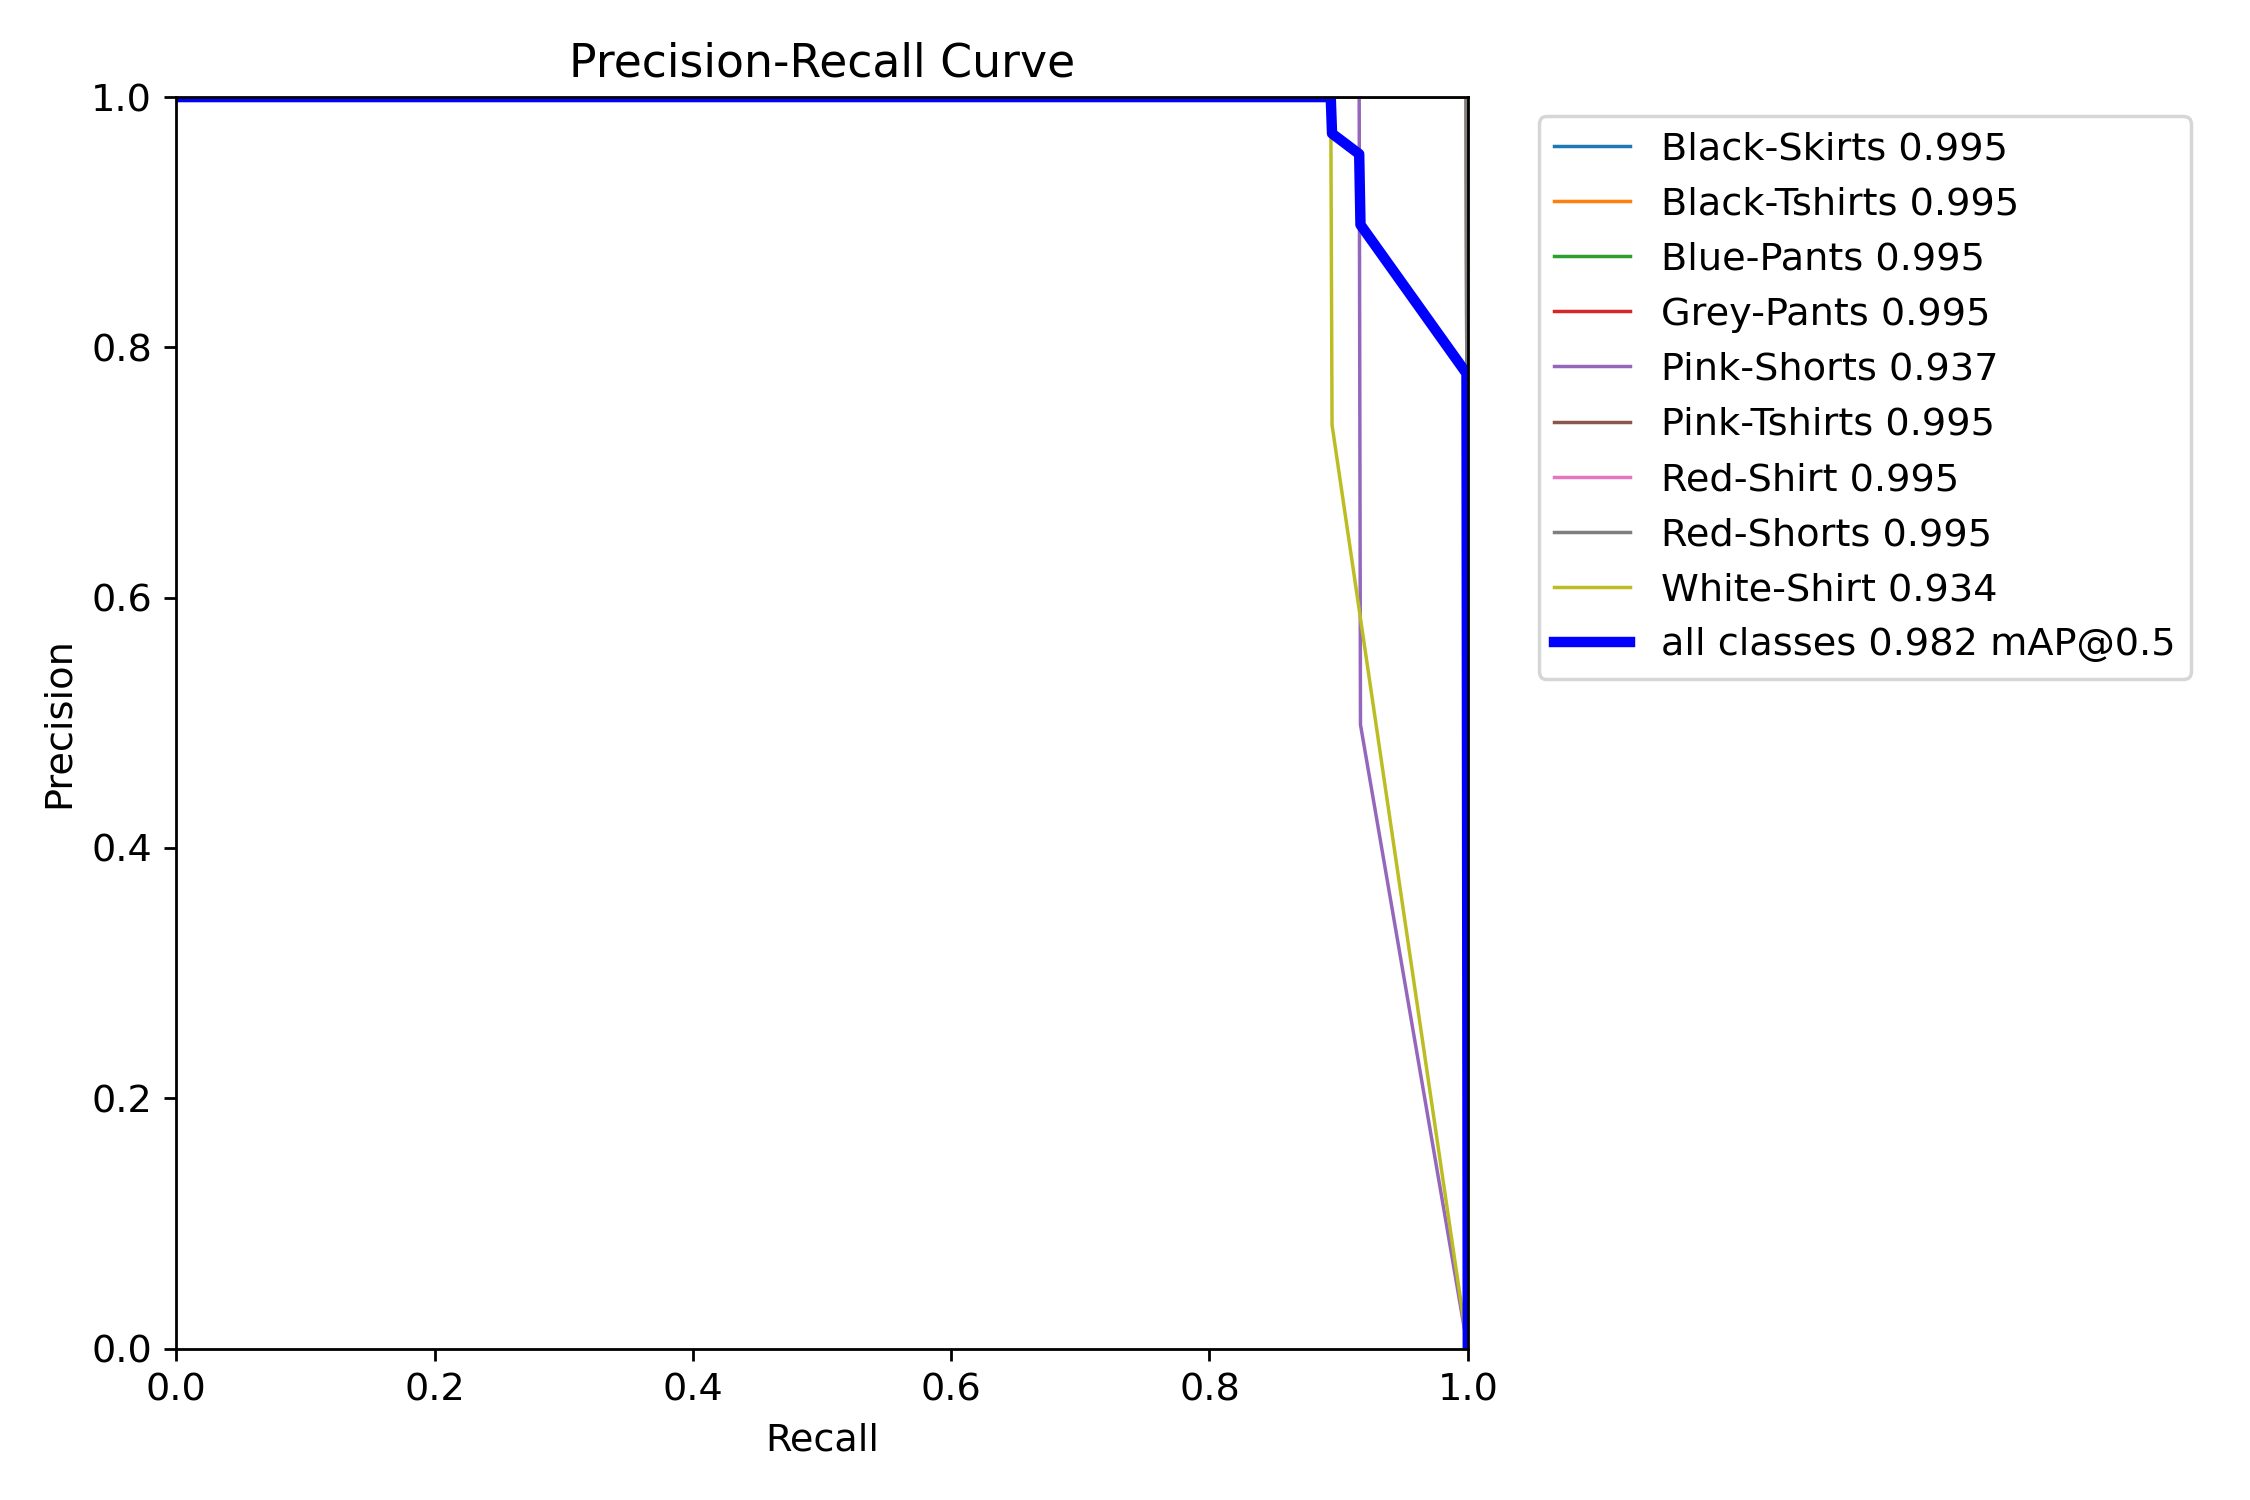 Precision-Recall Curve
1.0
0.8
0.6
0.4
0.2
0.0
Precision
0.0 0.2 0.4 0.6 0.8 1.0
Recall
Black-Skirts 0.995
Black-Tshirts 0.995
Blue-Pants 0.995
Grey-Pants 0.995
Pink-Shorts 0.937
Pink-Tshirts 0.995
Red-Shirt 0.995
Red-Shorts 0.995
White-Shirt 0.934
all classes 0.982 mAP@0.5